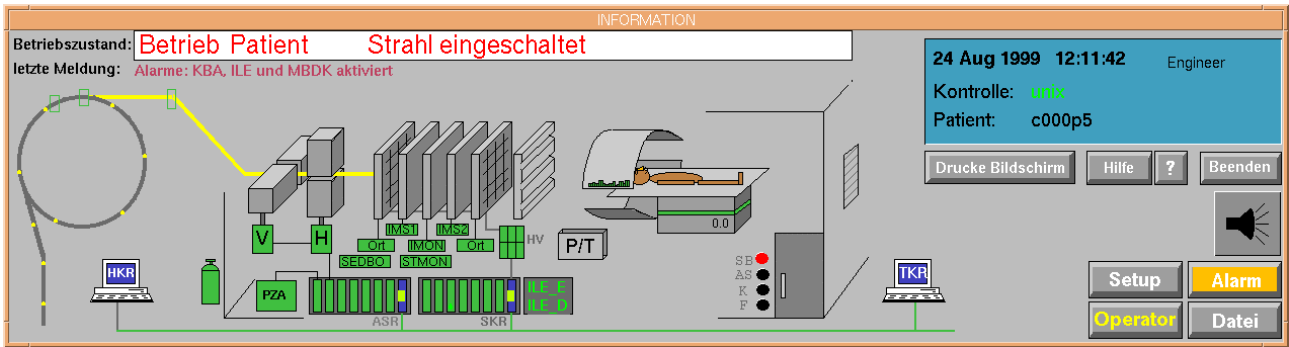 INFORMATION
Betriebszustand: Betrieb Patient Strahl eingeschaltet
letzte Meldung: Alarme: KBA, ILE und MBDK aktiviert
24 Aug 1999 12:11:42 Engineer
Kontrolle: unix
Patient: c000p5
Drucke Bildschirm Hilfe ? Beenden
V H
IMS1 IMS2
Ort IMON Ort
SEDBO STMON
HV
P/T
0.0
SB
AS
K
F
HKR
PZA
ILE_E
ILE_D
ASR SKR
TKR
Setup Alarm
Operator Datei